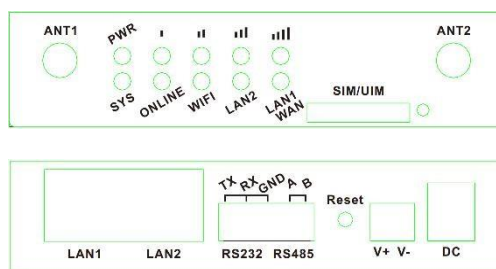 ANT1
PWR
ANT2
SYS
ONLINE
WIFI
LAN2
LAN1
WAN
SIM/UIM
TX
RX
GND
A
B
Reset
LAN1
LAN2
RS232
RS485
V+ V-
DC